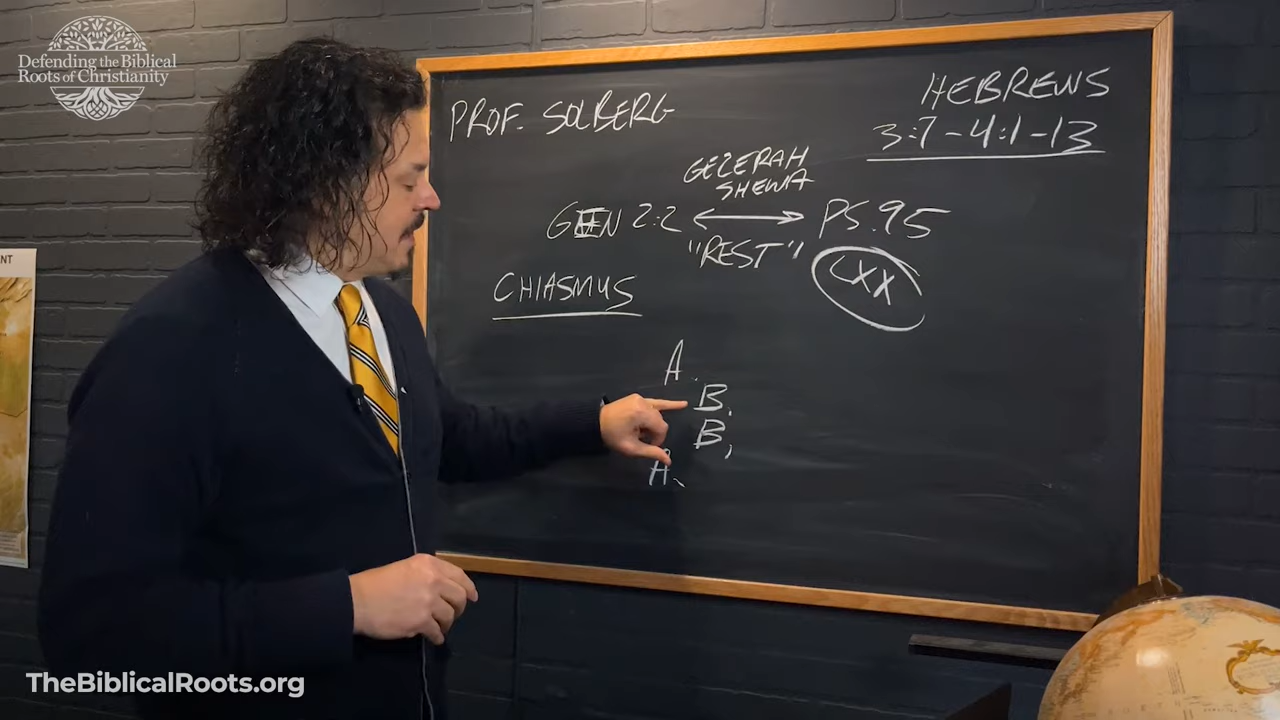 Defending the Biblical
Roots of Christianity
NT
PROF. SOLBERG
HEBREWS
3:7-4:1-13
GEZERAH
SHEWA
GEN 2:2 ⟷ PS. 95
"REST"
LXX
CHIASMUS
A.
B.
B,
A.
TheBiblicalRoots.org